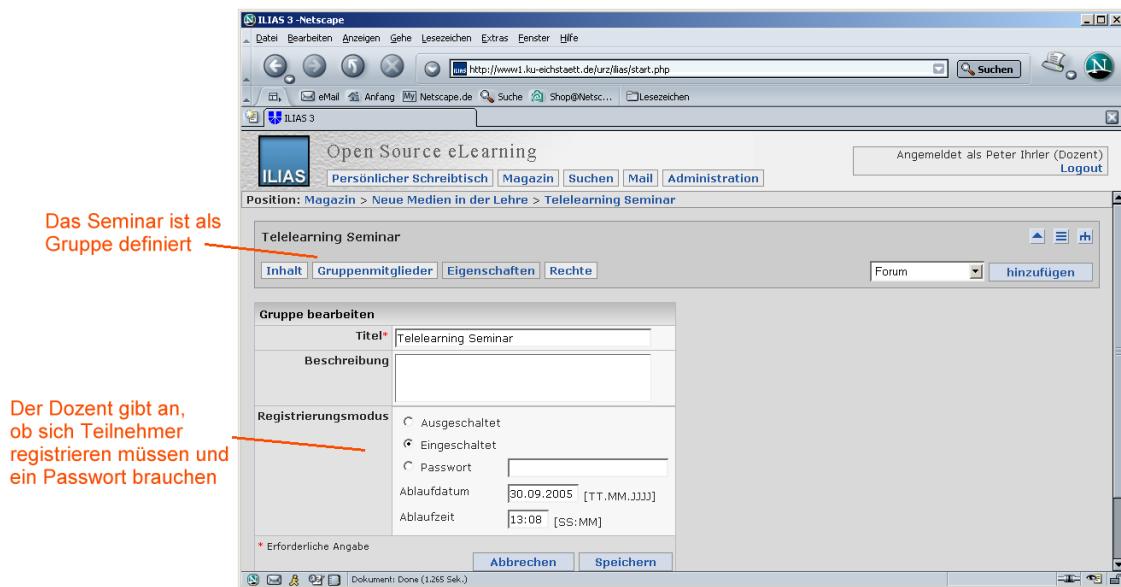 ILIAS 3 -Netscape
Datei Bearbeiten Anzeigen Gehe Lesezeichen Extras Fenster Hilfe
http://www1.ku-eichstaett.de/urz/ilias/start.php
Suchen
eMail Anfang Netscape.de Suche Shop@Netsc... Lesezeichen
ILIAS 3
ILIAS
Open Source eLearning
Persönlicher Schreibtisch Magazin Suchen Mail Administration
Angemeldet als Peter Ihrler (Dozent)
Logout
Position: Magazin > Neue Medien in der Lehre > Telelearning Seminar
Das Seminar ist als
Gruppe definiert
Telelearning Seminar
Inhalt Gruppenmitglieder Eigenschaften Rechte
Forum hinzufügen
Gruppe bearbeiten
Titel* Telelearning Seminar
Beschreibung
Der Dozent gibt an,
ob sich Teilnehmer
registrieren müssen und
ein Passwort brauchen
Registrierungsmodus
Ausgeschaltet
Eingeschaltet
Passwort
Ablaufdatum 30.09.2005 [TT.MM.JJJJ]
Ablaufzeit 13:08 [SS:MM]
* Erforderliche Angabe
Abbrechen Speichern
Dokument: Done (1.265 Sek.)